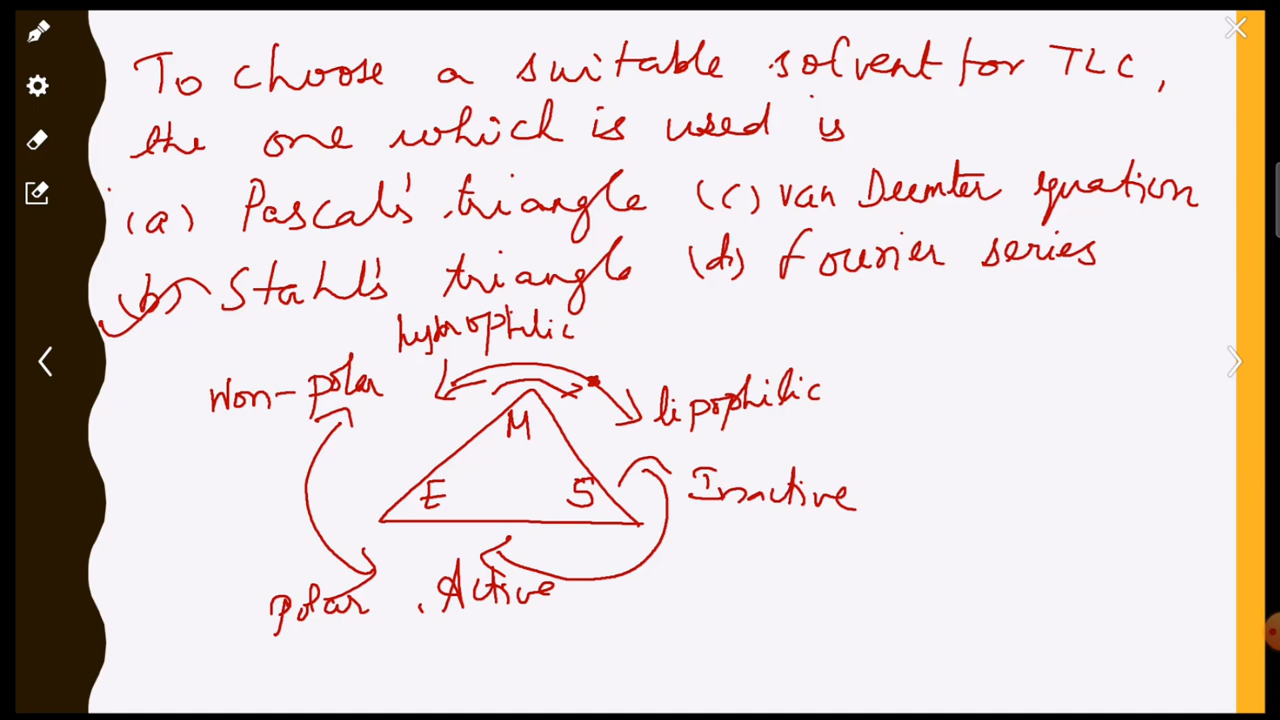 To choose a suitable solvent for TLC,
the one which is used is
(a) Pascal's triangle (c) van Deemter equation
(b) Stahl's triangle (d) Fourier series
hydrophilic
Non-polar
lipophilic
M
E S
Inactive
polar Active